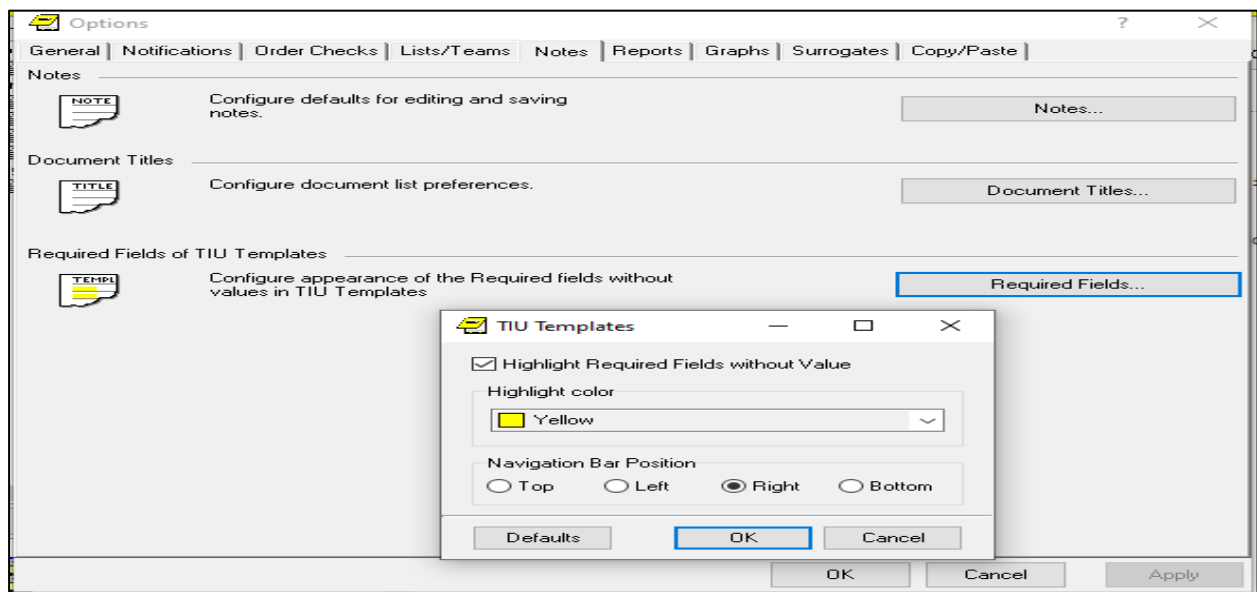 Options
General Notifications Order Checks Lists/Teams Notes Reports Graphs Surrogates Copy/Paste
Notes
NOTE
Configure defaults for editing and saving
notes.
Notes...
Document Titles
TITLE
Configure document list preferences.
Document Titles...
Required Fields of TIU Templates
TEMPL
Configure appearance of the Required fields without
values in TIU Templates
Required Fields...
TIU Templates
Highlight Required Fields without Value
Highlight color
Yellow
Navigation Bar Position
Top Left Right Bottom
Defaults OK Cancel
OK Cancel Apply